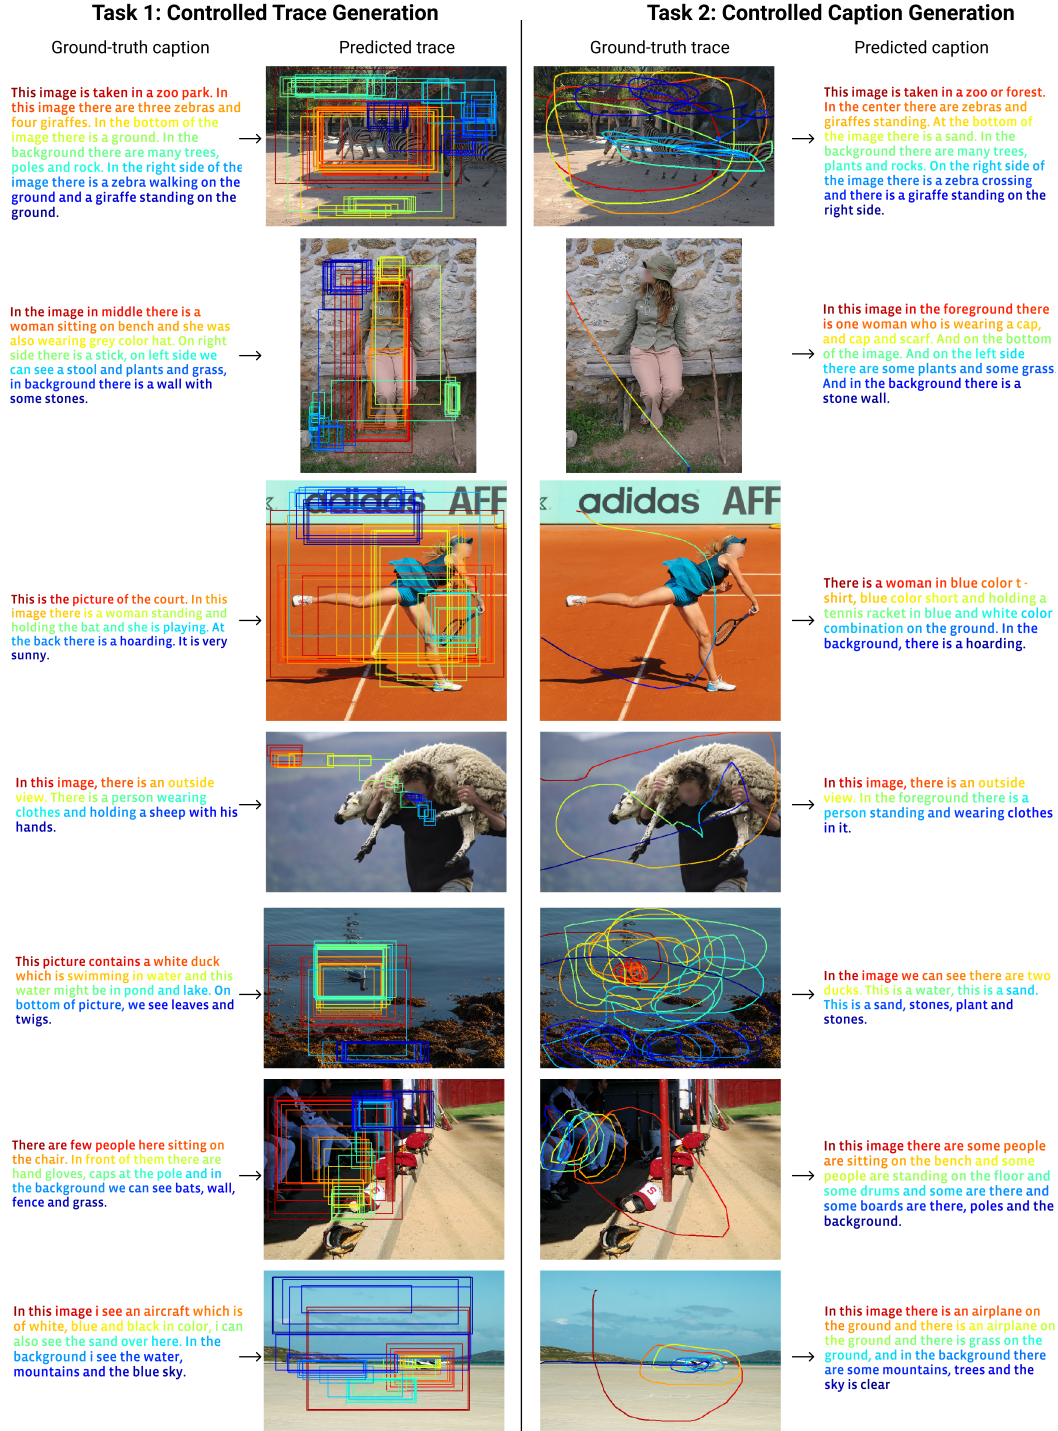 Task 1: Controlled Trace Generation
Task 2: Controlled Caption Generation
Ground-truth caption
Predicted trace
Ground-truth trace
Predicted caption
This image is taken in a zoo park. In
this image there are three zebras and
four giraffes. In the bottom of the
image there is a ground. In the
background there are many trees,
poles and rock. In the right side of the
image there is a zebra walking on the
ground and a giraffe standing on the
ground.
This image is taken in a zoo or forest.
In the center there are zebras and
giraffes standing. At the bottom of
the image there is a sand. In the
background there are many trees,
plants and rocks. On the right side of
the image there is a zebra crossing
and there is a giraffe standing on the
right side.
In the image in middle there is a
woman sitting on bench and she was
also wearing grey color hat. On right
side there is a stick, on left side we
can see a stool and plants and grass,
in background there is a wall with
some stones.
In this image in the foreground there
is one woman who is wearing a cap,
and cap and scarf. And on the bottom
of the image. And on the left side
there are some plants and some grass
And in the background there is a
stone wall.
adidas AFF
adidas AFF
This is the picture of the court. In this
image there is a woman standing and
holding the bat and she is playing. At
the back there is a hoarding. It is very
sunny.
There is a woman in blue color t -
shirt, blue color short and holding a
tennis racket in blue and white color
combination on the ground. In the
background, there is a hoarding.
In this image, there is an outside
view. There is a person wearing
clothes and holding a sheep with his
hands.
In this image, there is an outside
view. In the foreground there is a
person standing and wearing clothes
in it.
This picture contains a white duck
which is swimming in water and this
water might be in pond and lake. On
bottom of picture, we see leaves and
twigs.
In the image we can see there are two
ducks. This is a water, this is a sand.
This is a sand, stones, plant and
stones.
There are few people here sitting on
the chair. In front of them there are
hand gloves, caps at the pole and in
the background we can see bats, wall,
fence and grass.
In this image there are some people
are sitting on the bench and some
people are standing on the floor and
some drums and some are there and
some boards are there, poles and the
background.
In this image i see an aircraft which is
of white, blue and black in color, i can
also see the sand over here. In the
background i see the water,
mountains and the blue sky.
In this image there is an airplane on
the ground and there is an airplane on
the ground and there is grass on the
ground, and in the background there
are some mountains, trees and the
sky is clear